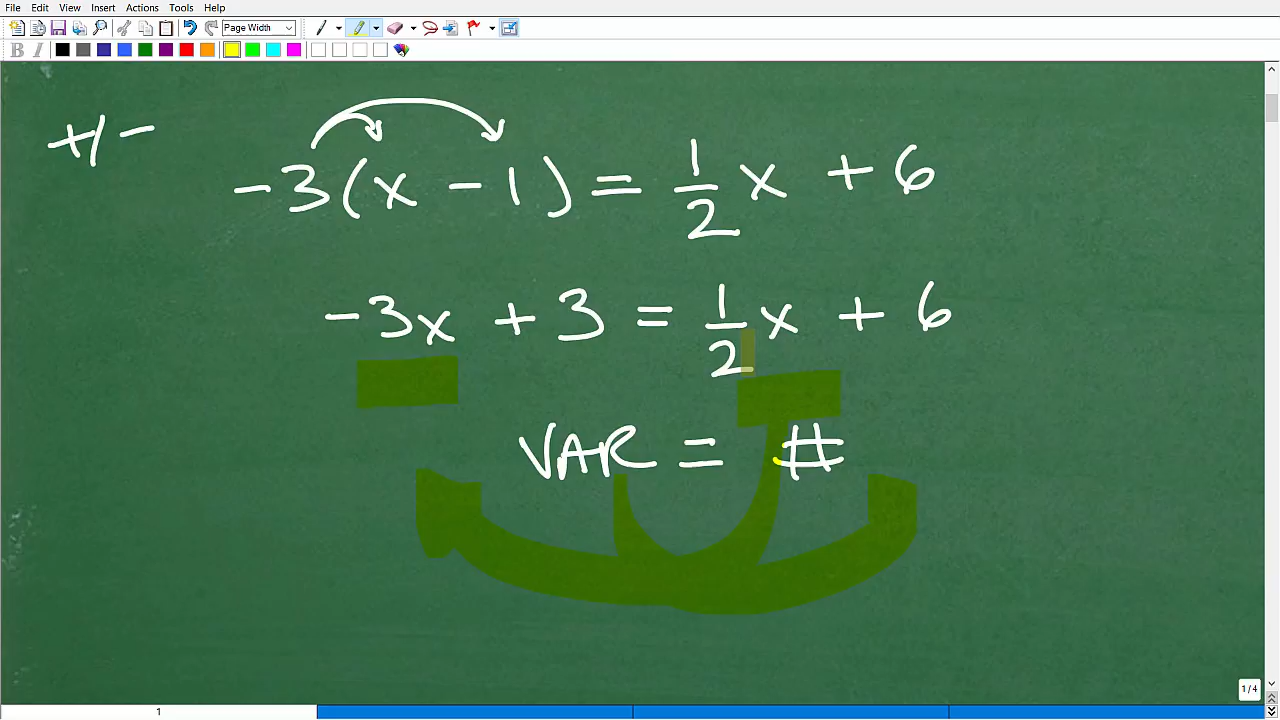 File Edit View Insert Actions Tools Help
Page Width
B I
+/-
-3(x - 1) = 1/2 x + 6
-3x + 3 = 1/2 x + 6
VAR = #
1/4
1